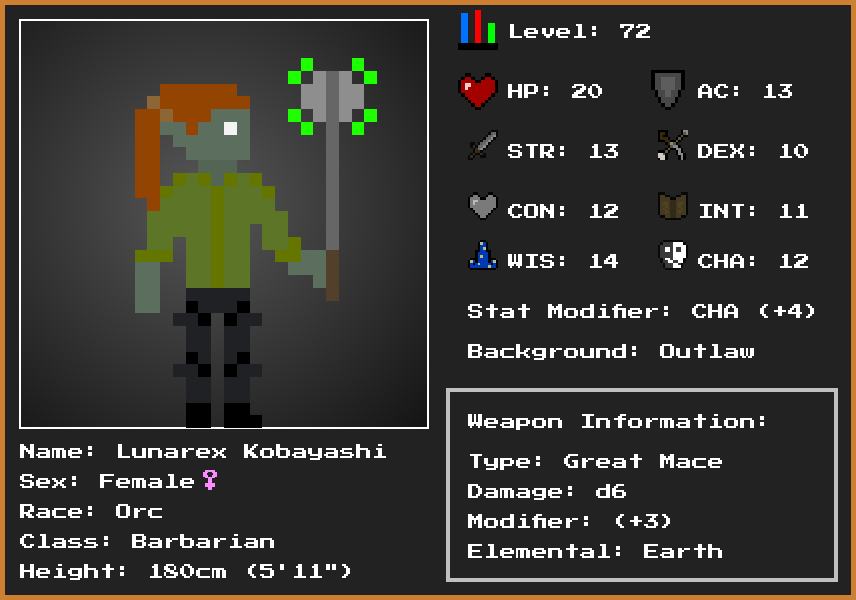 Level: 72
HP: 20
AC: 13
STR: 13
DEX: 10
CON: 12
INT: 11
WIS: 14
CHA: 12
Stat Modifier: CHA (+4)
Background: Outlaw
Weapon Information:
Type: Great Mace
Damage: d6
Modifier: (+3)
Elemental: Earth
Name: Lunarex Kobayashi
Sex: Female♀
Race: Orc
Class: Barbarian
Height: 180cm (5'11")